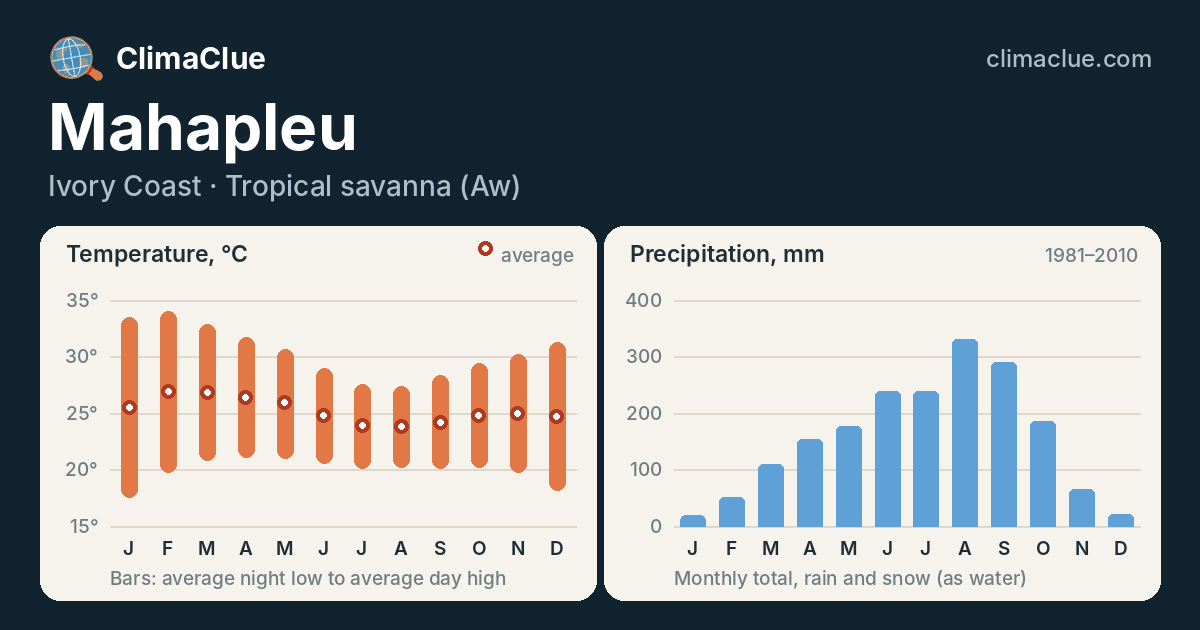 ClimaClue
climaclue.com
Mahapleu
Ivory Coast · Tropical savanna (Aw)
Temperature, °C
average
35°
30°
25°
20°
15°
J F M A M J J A S O N D
Bars: average night low to average day high
Precipitation, mm
1981–2010
400
300
200
100
0
J F M A M J J A S O N D
Monthly total, rain and snow (as water)